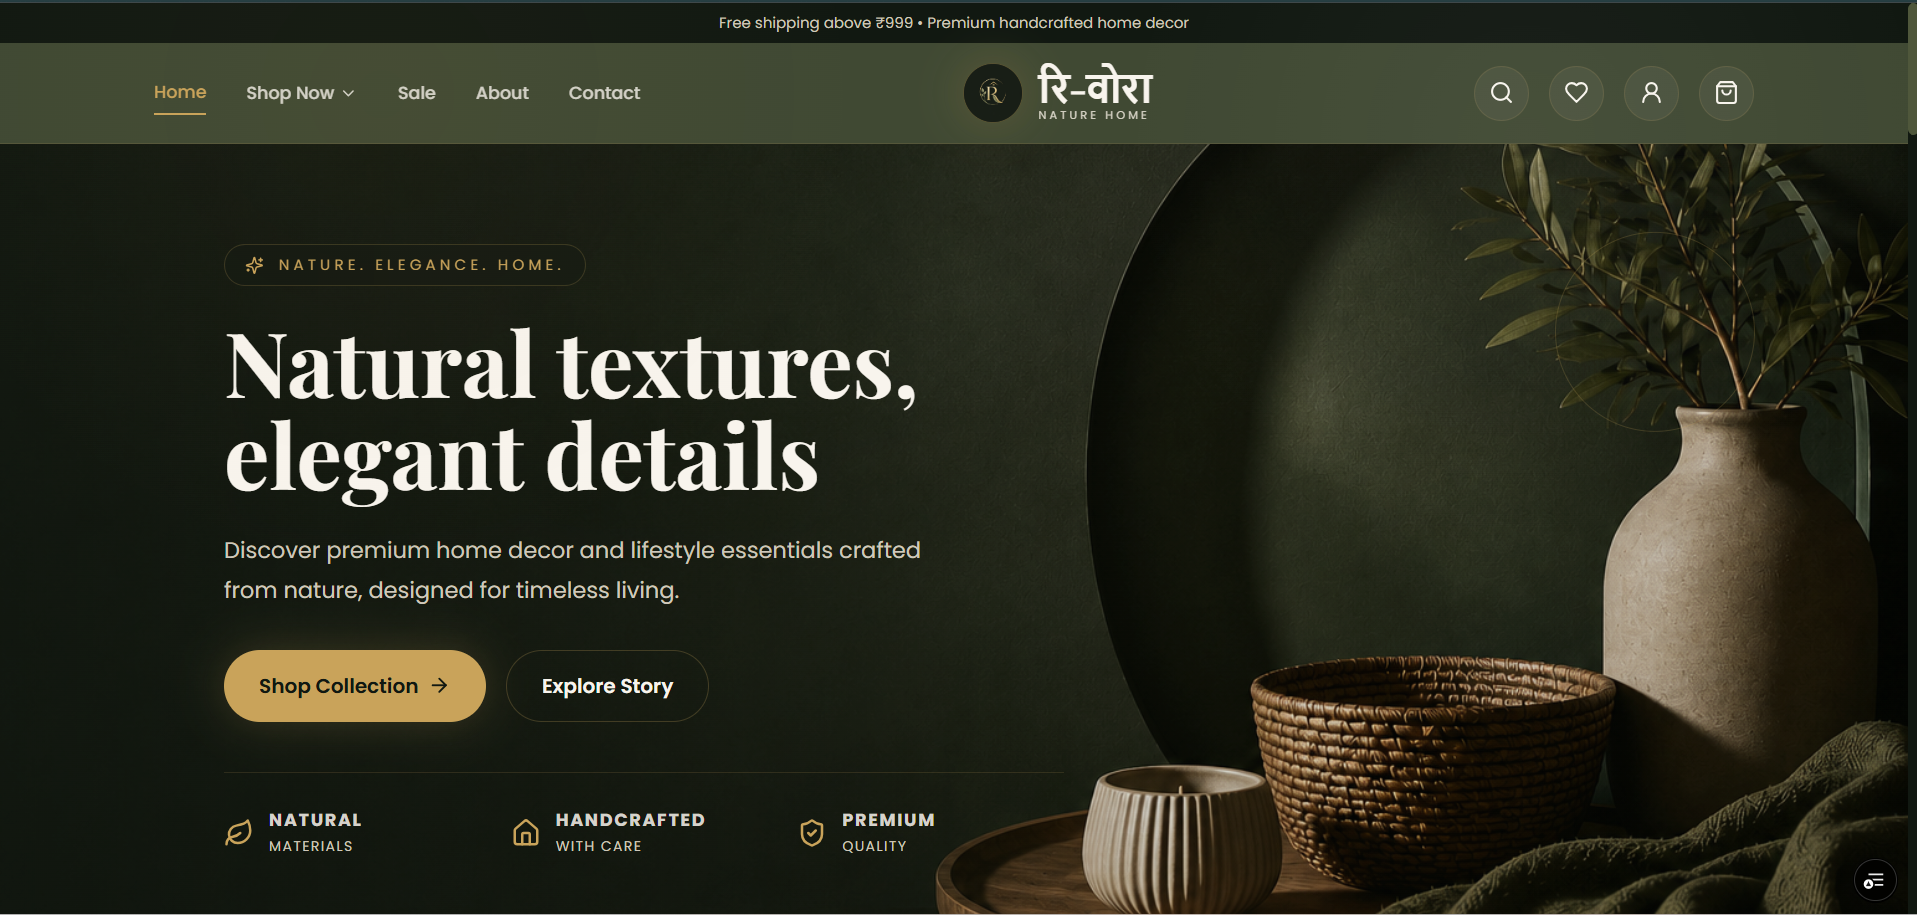 Free shipping above ₹999 • Premium handcrafted home decor
Home Shop Now Sale About Contact
R
रि-वोरा
NATURE HOME
NATURE. ELEGANCE. HOME.
Natural textures,
elegant details
Discover premium home decor and lifestyle essentials crafted
from nature, designed for timeless living.
Shop Collection
Explore Story
NATURAL
MATERIALS
HANDCRAFTED
WITH CARE
PREMIUM
QUALITY